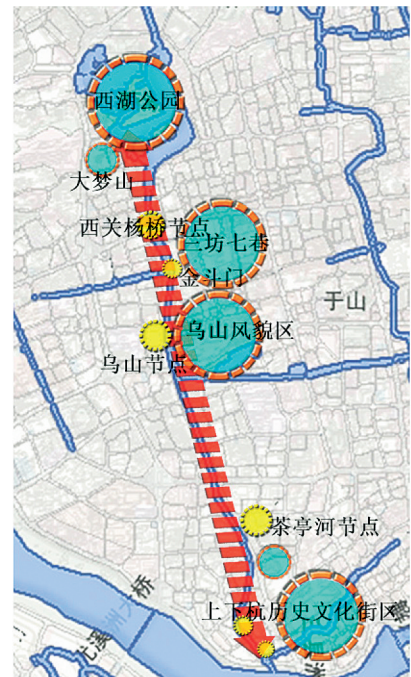 西湖公园
大梦山
西关杨桥节点
三坊七巷
金斗门
于山
乌山风貌区
乌山节点
茶亭河节点
上下杭历史文化街区
大桥